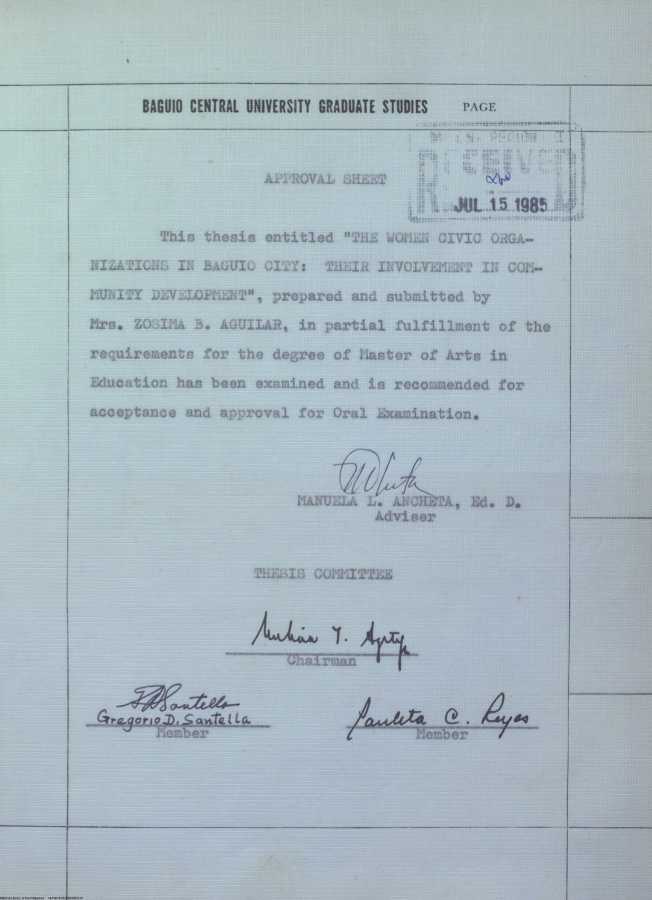 BAGUIO CENTRAL UNIVERSITY GRADUATE STUDIES PAGE
RECEIVED
JUL 15 1985
APPROVAL SHEET
This thesis entitled "THE WOMEN CIVIC ORGA-
NIZATIONS IN BAGUIO CITY: THEIR INVOLVEMENT IN COM-
MUNITY DEVELOPMENT", prepared and submitted by
Mrs. ZOSIMA B. AGUILAR, in partial fulfillment of the
requirements for the degree of Master of Arts in
Education has been examined and is recommended for
acceptance and approval for Oral Examination.
MANUELA L. ANCHETA, Ed. D.
Adviser
THESIS COMMITTEE
Chairman
Santella
Gregorio D. Santella Pauleta C. Reyes
Member Member